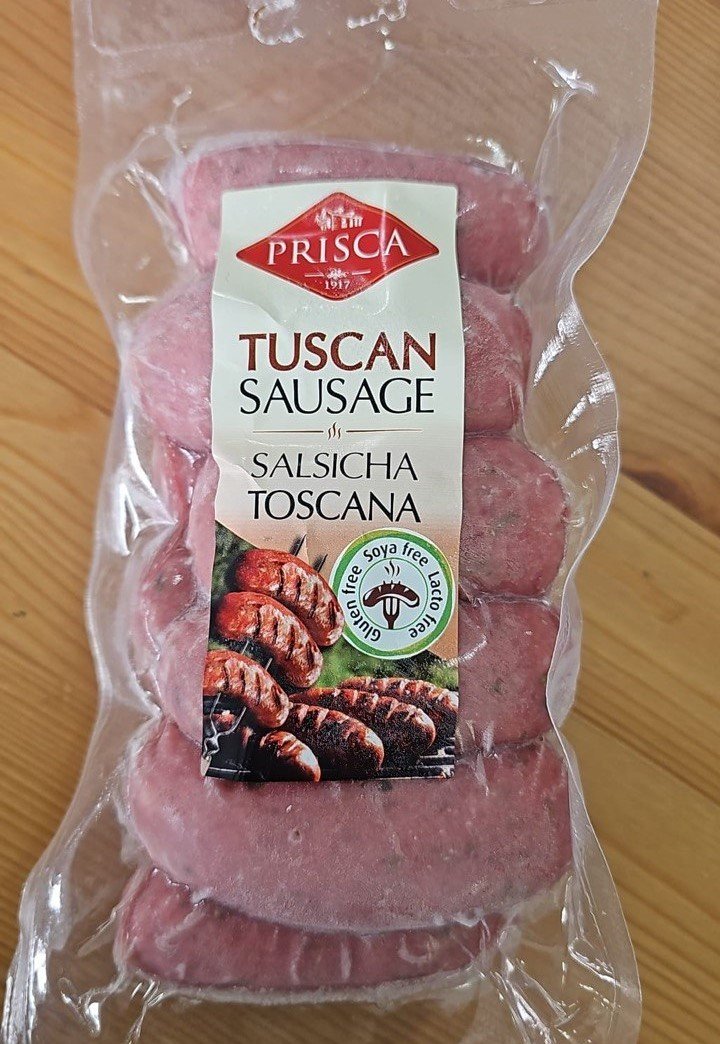 PRISCA
1917
TUSCAN
SAUSAGE
SALSICHA
TOSCANA
Gluten free Soya free Lacto free